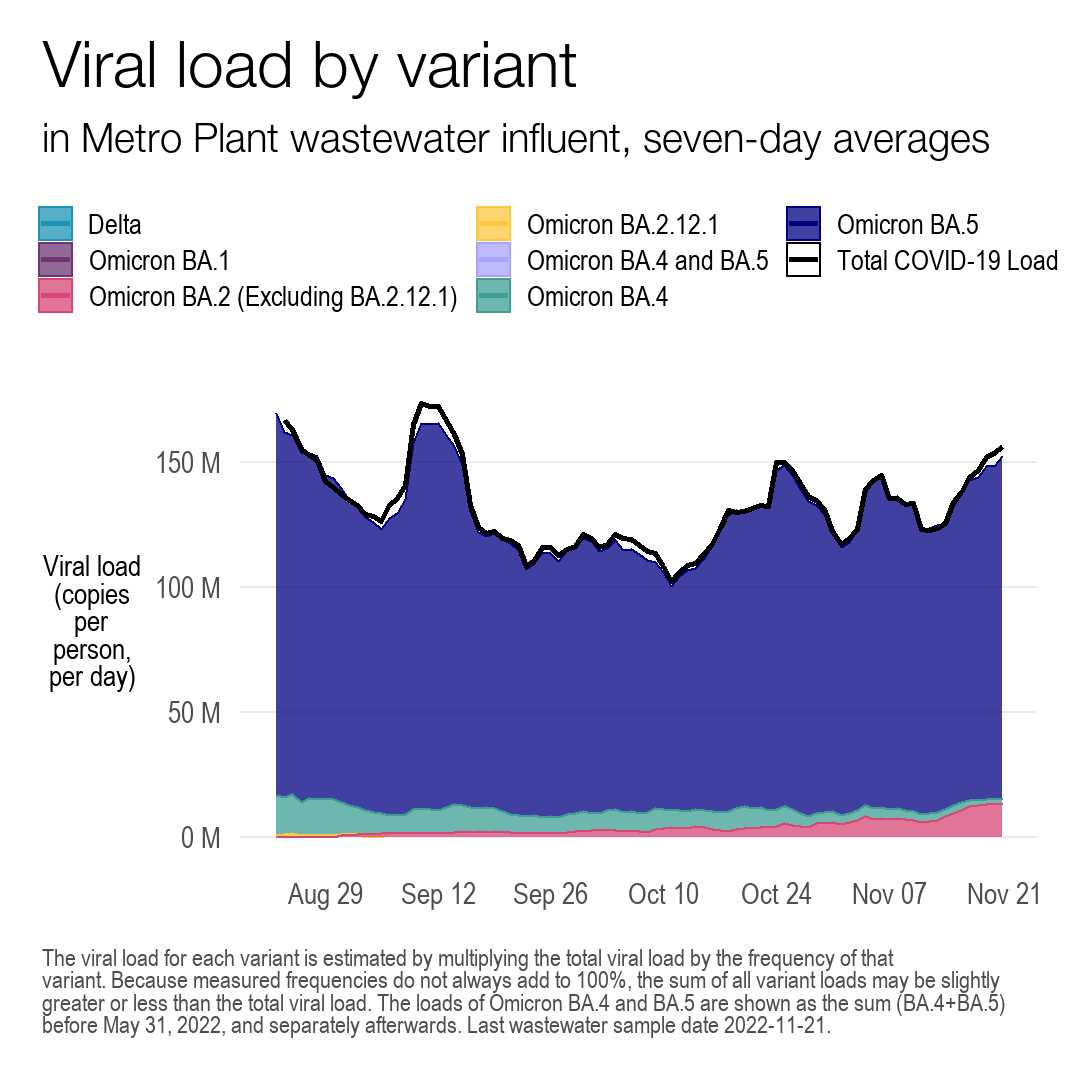 Viral load by variant
in Metro Plant wastewater influent, seven-day averages
Delta
Omicron BA.1
Omicron BA.2 (Excluding BA.2.12.1)
Omicron BA.2.12.1
Omicron BA.4 and BA.5
Omicron BA.4
Omicron BA.5
Total COVID-19 Load
Viral load
(copies
per
person,
per day)
150 M
100 M
50 M
0 M
Aug 29
Sep 12
Sep 26
Oct 10
Oct 24
Nov 07
Nov 21
The viral load for each variant is estimated by multiplying the total viral load by the frequency of that
variant. Because measured frequencies do not always add to 100%, the sum of all variant loads may be slightly
greater or less than the total viral load. The loads of Omicron BA.4 and BA.5 are shown as the sum (BA.4+BA.5)
before May 31, 2022, and separately afterwards. Last wastewater sample date 2022-11-21.